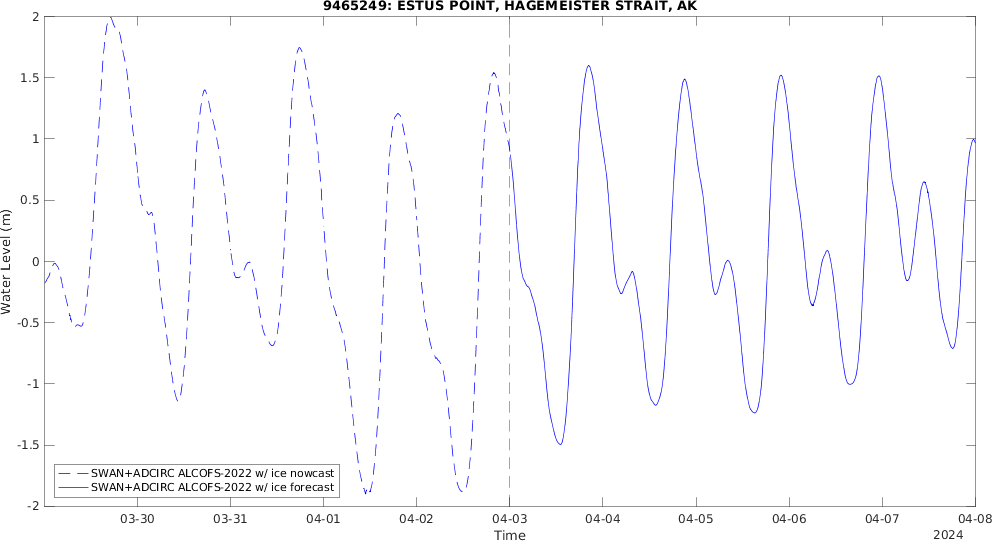 9465249: ESTUS POINT, HAGEMEISTER STRAIT, AK
2
1.5
1
0.5
0
-0.5
-1
-1.5
-2
Water Level (m)
SWAN+ADCIRC ALCOFS-2022 w/ ice nowcast
SWAN+ADCIRC ALCOFS-2022 w/ ice forecast
03-30 03-31 04-01 04-02 04-03 04-04 04-05 04-06 04-07 04-08
Time
2024